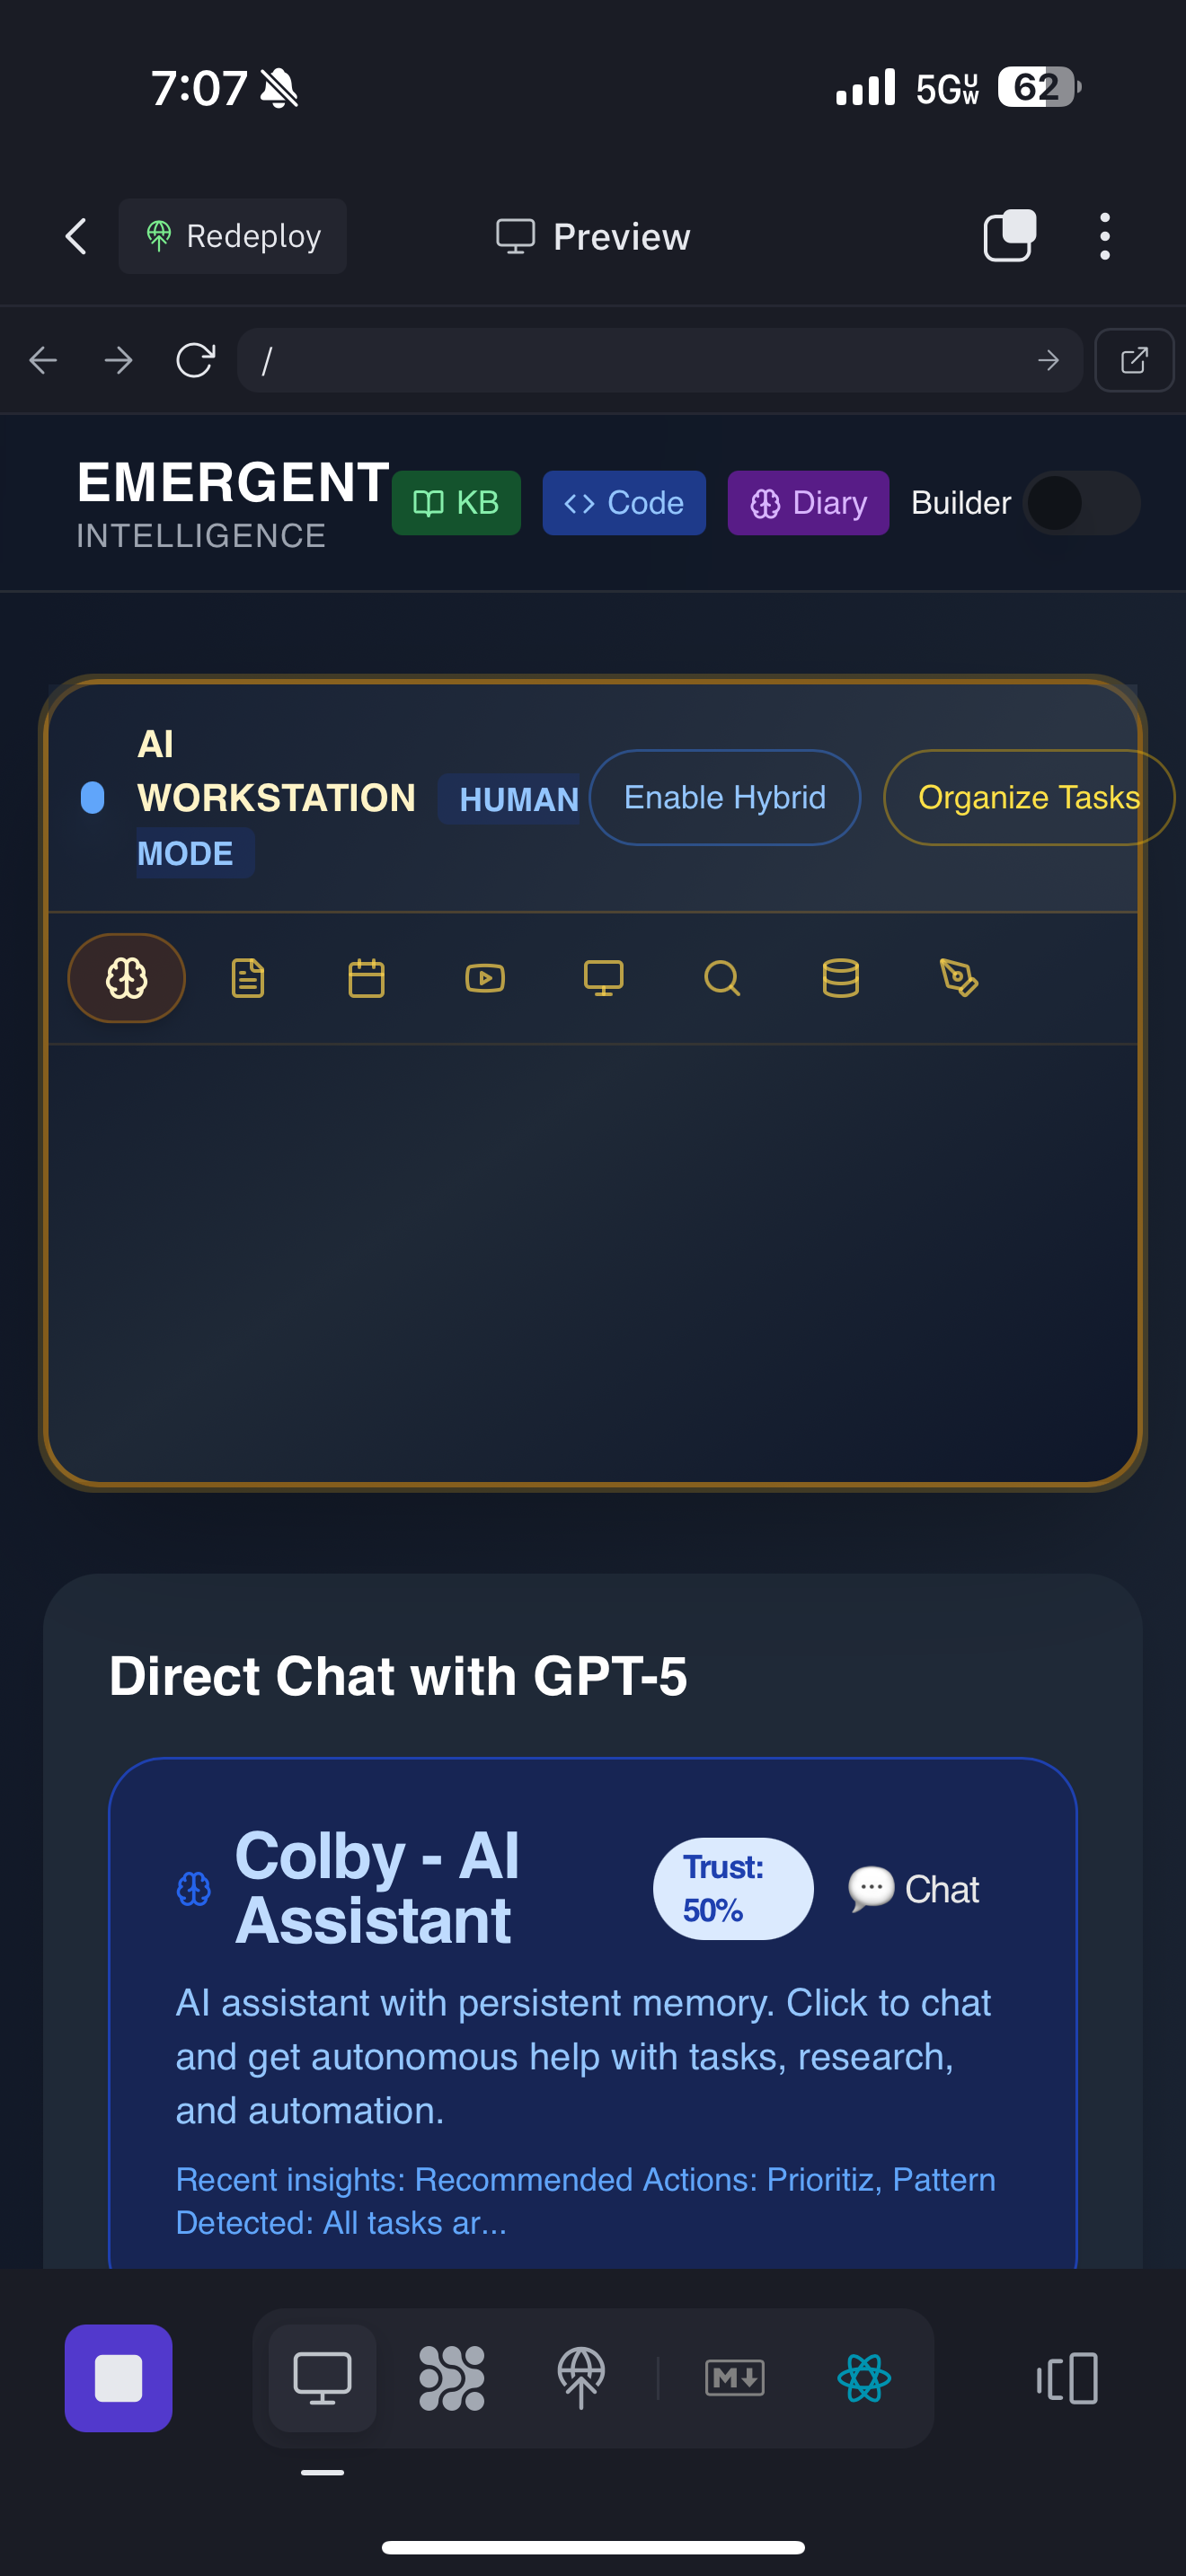 7:07
5G UW 62
Redeploy
Preview
/
EMERGENT
INTELLIGENCE
KB
Code
Diary
Builder
AI
WORKSTATION HUMAN
MODE
Enable Hybrid
Organize Tasks
Direct Chat with GPT-5
Colby - AI
Assistant
Trust:
50%
Chat
AI assistant with persistent memory. Click to chat
and get autonomous help with tasks, research,
and automation.
Recent insights: Recommended Actions: Prioritiz, Pattern
Detected: All tasks ar...
M